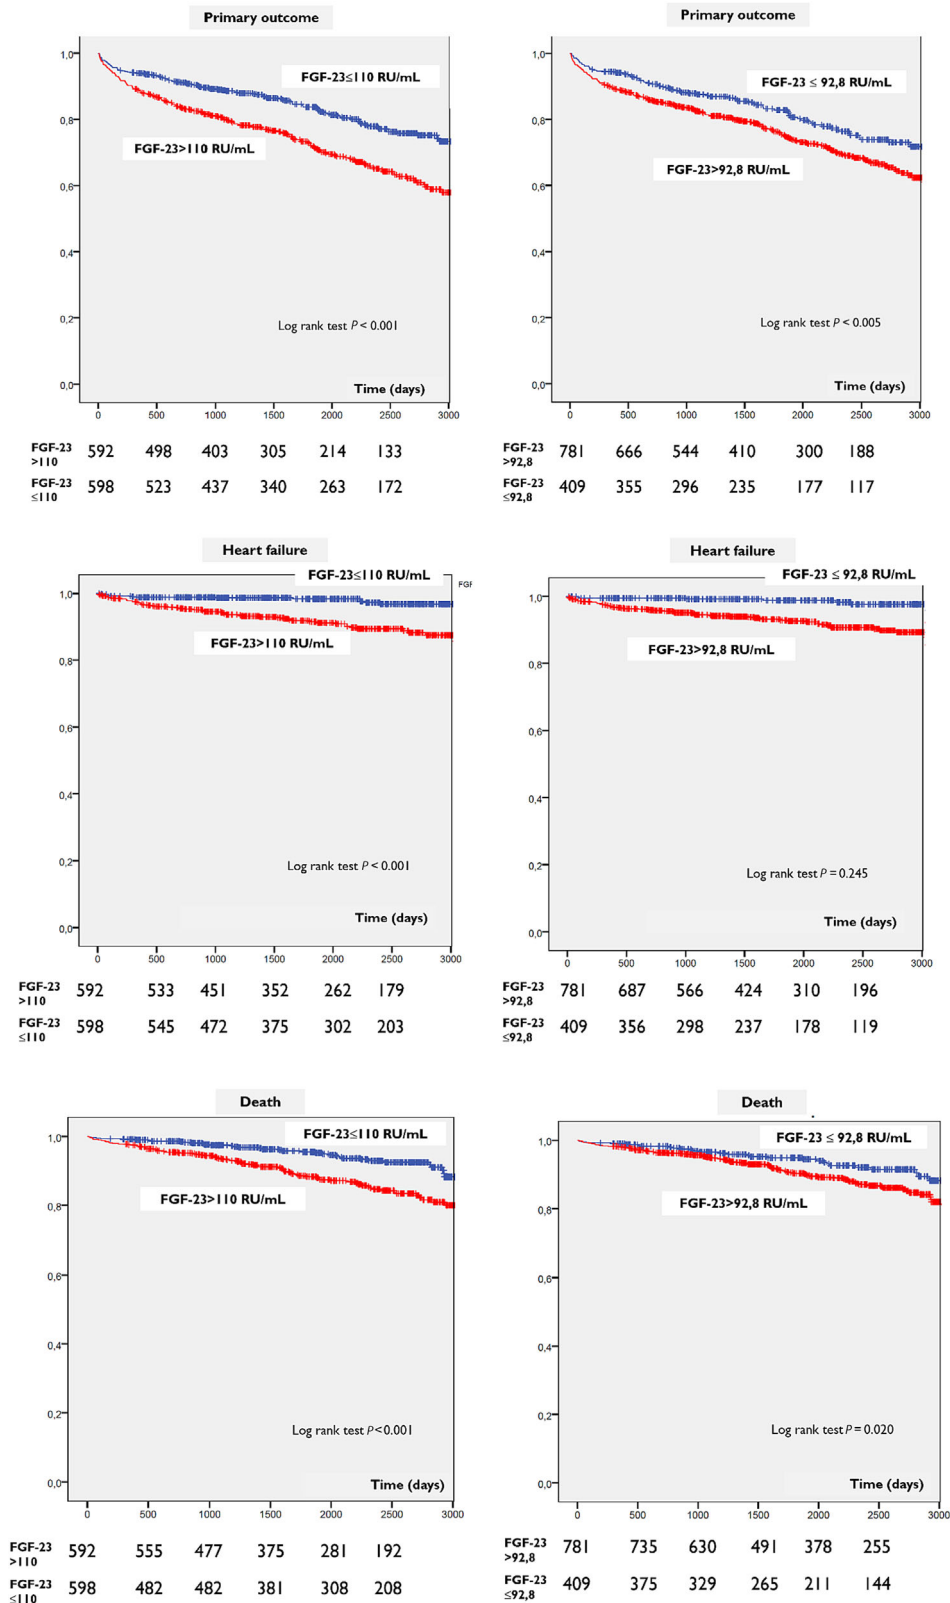 Primary outcome
1,0
0,8
0,6
0,4
0,2
0,0
FGF-23≤110 RU/mL
FGF-23>110 RU/mL
Log rank test P < 0.001
Time (days)
0 500 1000 1500 2000 2500 3000
FGF-23 >110 592 498 403 305 214 133
FGF-23 ≤110 598 523 437 340 263 172
Primary outcome
1,0
0,8
0,6
0,4
0,2
0,0
FGF-23 ≤ 92,8 RU/mL
FGF-23>92,8 RU/mL
Log rank test P < 0.005
Time (days)
0 500 1000 1500 2000 2500 3000
FGF-23 >92,8 781 666 544 410 300 188
FGF-23 ≤92,8 409 355 296 235 177 117
Heart failure
FGF-23≤110 RU/mL
FGF
1,0
0,8
0,6
0,4
0,2
0,0
FGF-23>110 RU/mL
Log rank test P < 0.001
Time (days)
0 500 1000 1500 2000 2500 3000
FGF-23 >110 592 533 451 352 262 179
FGF-23 ≤110 598 545 472 375 302 203
Heart failure
FGF-23 ≤ 92,8 RU/mL
1,0
0,8
0,6
0,4
0,2
0,0
FGF-23>92,8 RU/mL
Log rank test P = 0.245
Time (days)
0 500 1000 1500 2000 2500 3000
FGF-23 >92,8 781 687 566 424 310 196
FGF-23 ≤92,8 409 356 298 237 178 119
Death
1,0
0,8
0,6
0,4
0,2
0,0
FGF-23≤110 RU/mL
FGF-23>110 RU/mL
Log rank test P<0.001
Time (days)
0 500 1000 1500 2000 2500 3000
FGF-23 >110 592 555 477 375 281 192
FGF-23 ≤110 598 482 482 381 308 208
Death
1,0
0,8
0,6
0,4
0,2
0,0
FGF-23 ≤ 92,8 RU/mL
FGF-23>92,8 RU/mL
Log rank test P = 0.020
Time (days)
0 500 1000 1500 2000 2500 3000
FGF-23 >92,8 781 735 630 491 378 255
FGF-23 ≤92,8 409 375 329 265 211 144